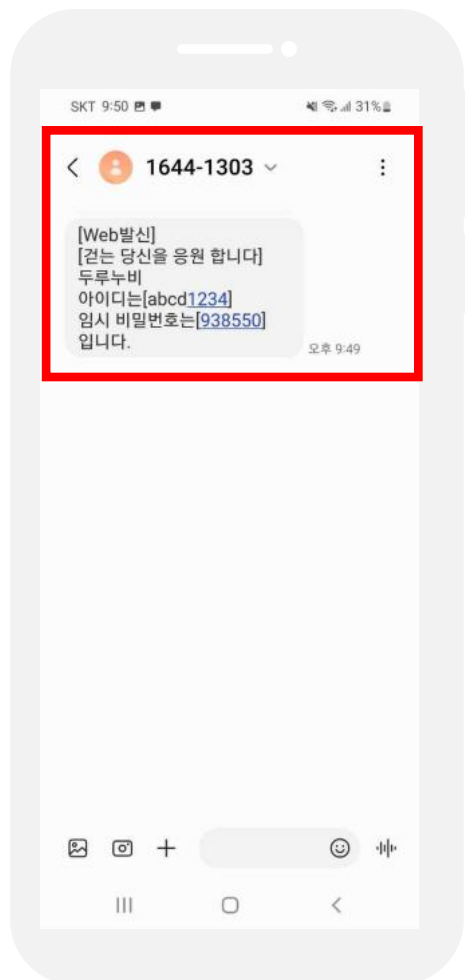 SKT 9:50
31%
1644-1303
[Web발신]
[걷는 당신을 응원 합니다]
두루누비
아이디는[abcd1234]
임시 비밀번호는[938550]
입니다.
오후 9:49